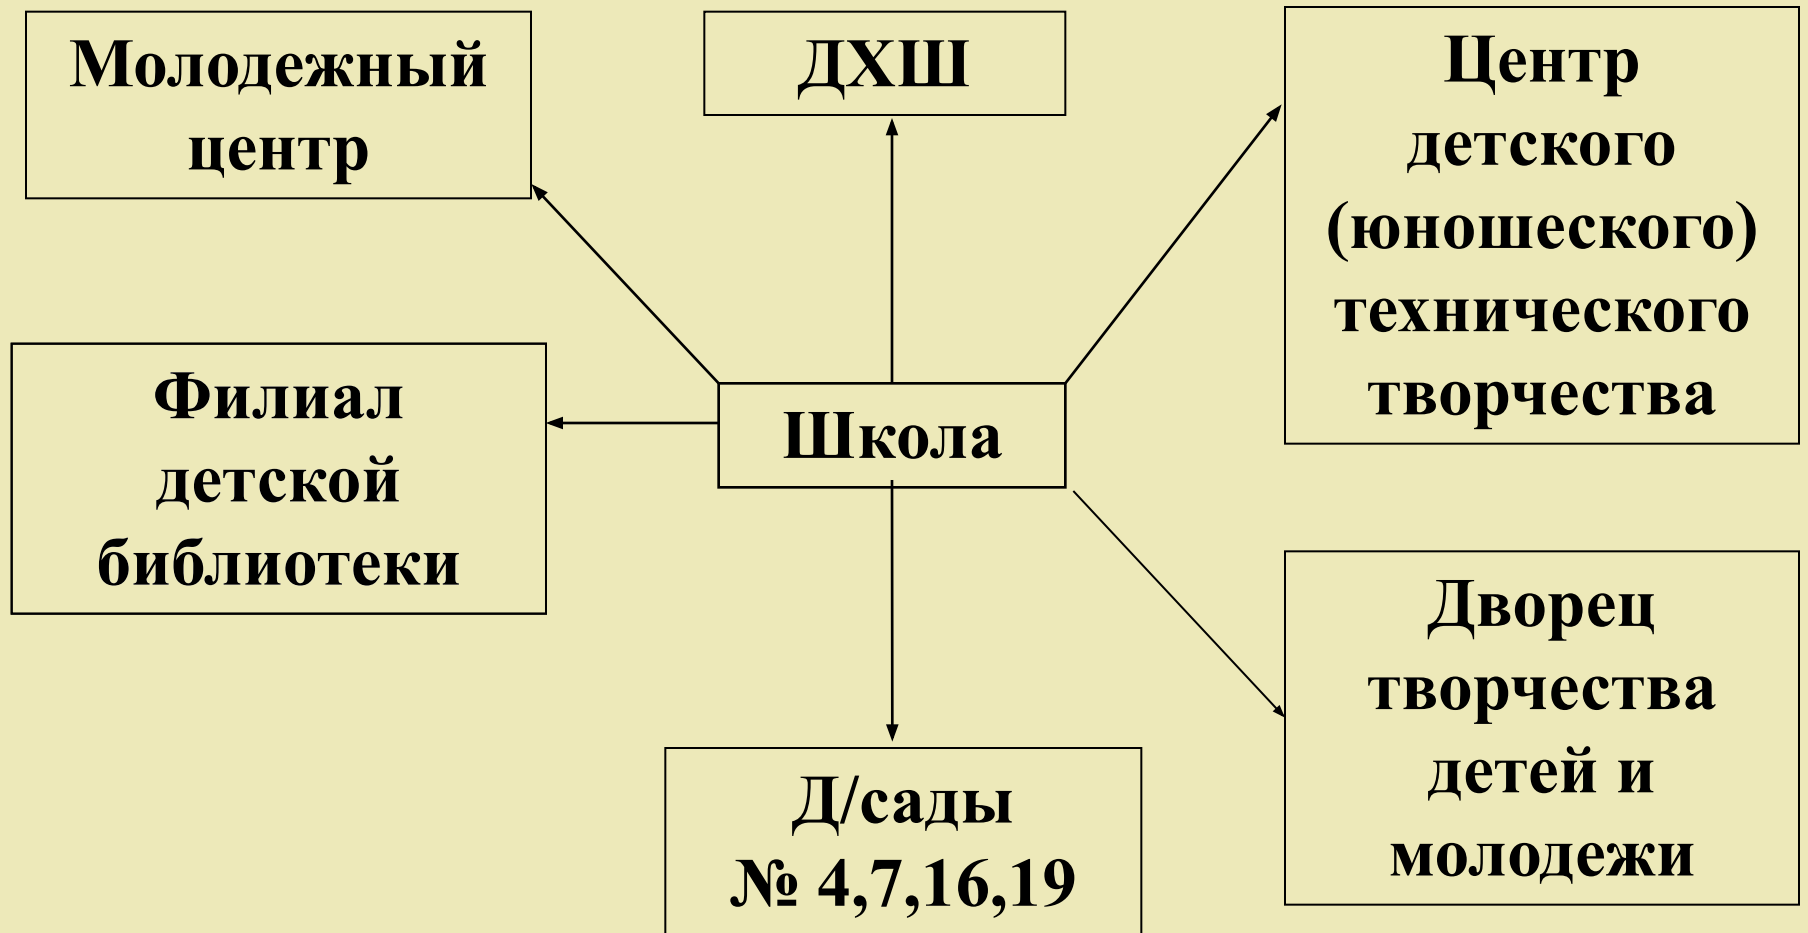 Молодежный
центр
ДХШ
Центр
детского
(юношеского)
технического
творчества
Филиал
детской
библиотеки
Школа
Дворец
творчества
детей и
молодежи
Д/сады
№ 4,7,16,19